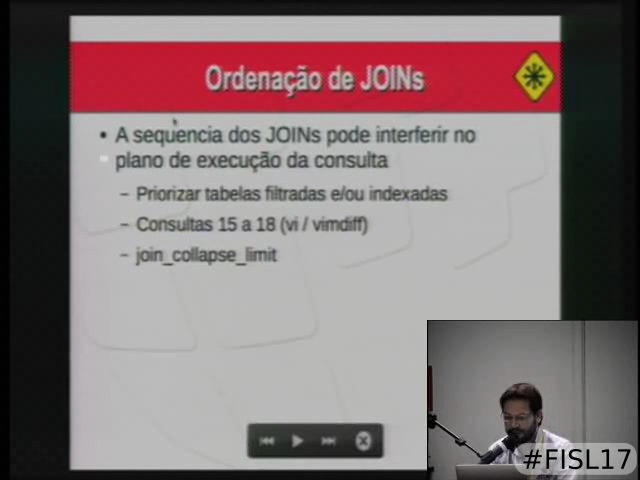 Ordenação de JOINs
• A sequencia dos JOINs pode interferir no
plano de execução da consulta
– Priorizar tabelas filtradas e/ou indexadas
– Consultas 15 a 18 (vi / vimdiff)
– join_collapse_limit
#FISL17